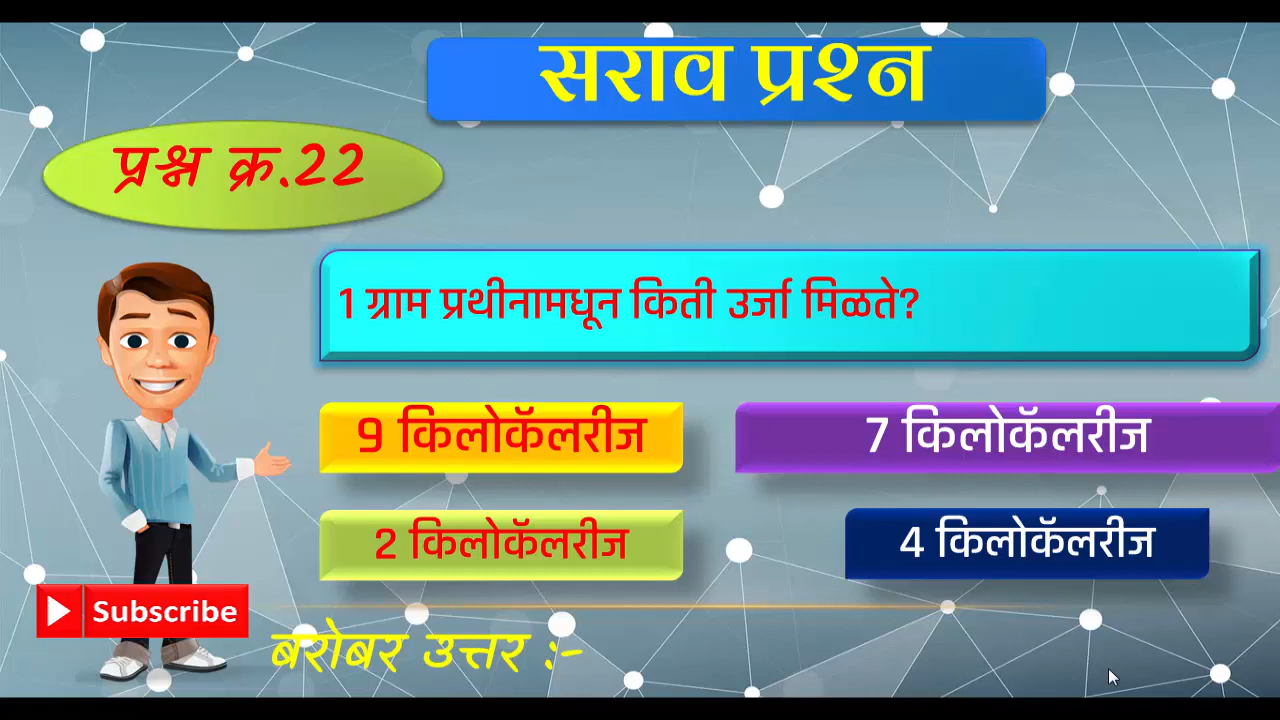 सराव प्रश्न
प्रश्न क्र.22
1 ग्राम प्रथीनामधून किती उर्जा मिळते?
9 किलोकॅलरीज
7 किलोकॅलरीज
2 किलोकॅलरीज
4 किलोकॅलरीज
Subscribe
बरोबर उत्तर :-